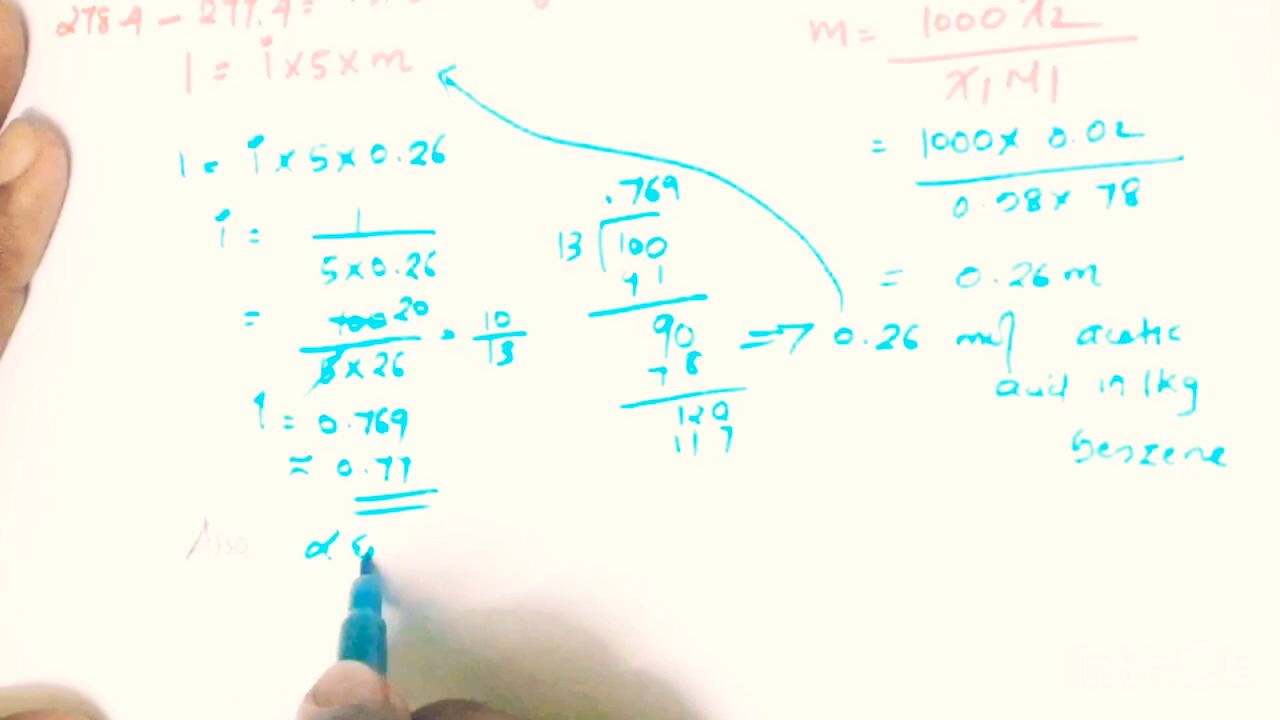 278.4 - 277.4 =
1 = i x 5 x m
1 = i x 5 x 0.26
i = 1
5 x 0.26
= 100 20
5 x 26
= 10
13
i = 0.769
≈ 0.77
Asso
α
.769
13 100
91
90
78
120
117
m = 1000 x2
x1 M1
= 1000 x 0.02
0.98 x 78
= 0.26 m
=> 0.26 mol acetic
acid in 1kg
benzene